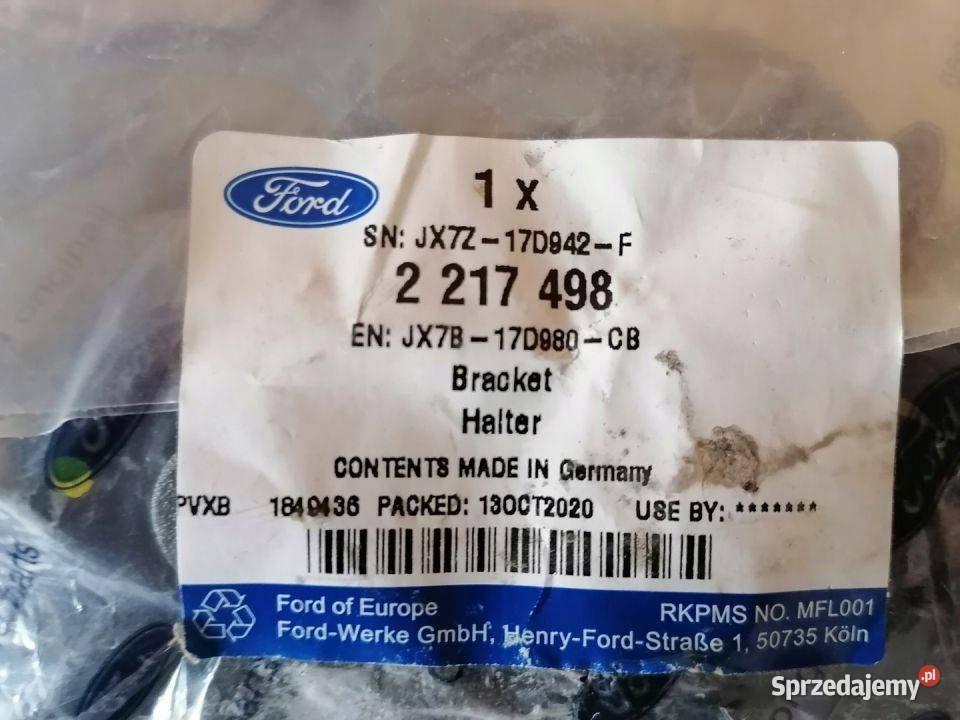 Ford
1 x
SN: JX7Z-17D942-F
2 217 498
EN: JX7B-17D980-CB
Bracket
Halter
CONTENTS MADE IN Germany
PVXB 1849436 PACKED: 13OCT2020 USE BY: *******
Ford of Europe
RKPMS NO. MFL001
Ford-Werke GmbH, Henry-Ford-Straße 1, 50735 Köln
Ford
parts
Sprzedajemy.pl